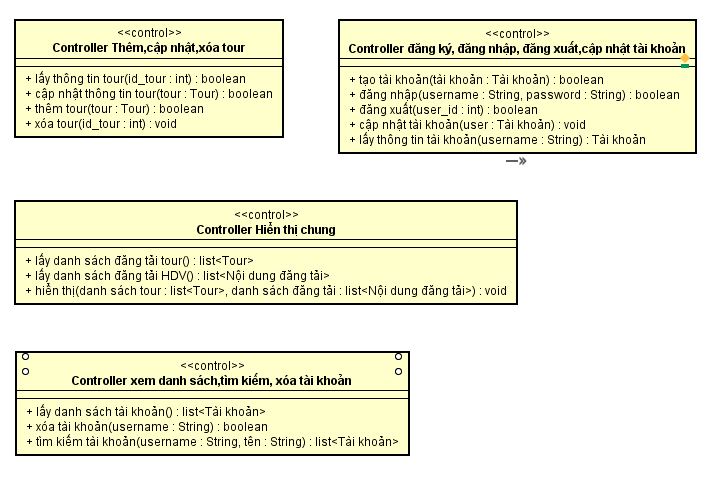 <<control>>
Controller Thêm,cập nhật,xóa tour
+ lấy thông tin tour(id_tour : int) : boolean
+ cập nhật thông tin tour(tour : Tour) : boolean
+ thêm tour(tour : Tour) : boolean
+ xóa tour(id_tour : int) : void
<<control>>
Controller đăng ký, đăng nhập, đăng xuất,cập nhật tài khoản
+ tạo tài khoản(tài khoản : Tài khoản) : boolean
+ đăng nhập(username : String, password : String) : boolean
+ đăng xuất(user_id : int) : boolean
+ cập nhật tài khoản(user : Tài khoản) : void
+ lấy thông tin tài khoản(username : String) : Tài khoản
<<control>>
Controller Hiển thị chung
+ lấy danh sách đăng tải tour() : list<Tour>
+ lấy danh sách đăng tải HDV() : list<Nội dung đăng tải>
+ hiển thị(danh sách tour : list<Tour>, danh sách đăng tải : list<Nội dung đăng tải>) : void
<<control>>
Controller xem danh sách,tìm kiếm, xóa tài khoản
+ lấy danh sách tài khoản() : list<Tài khoản>
+ xóa tài khoản(username : String) : boolean
+ tìm kiếm tài khoản(username : String, tên : String) : list<Tài khoản>